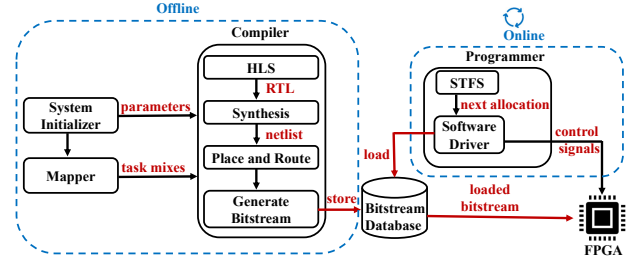 Offline
Compiler
HLS
RTL
Synthesis
netlist
Place and Route
Generate
Bitstream
System
Initializer
parameters
Mapper
task mixes
store
Online
Programmer
STFS
next allocation
Software
Driver
control
signals
load
Bitstream
Database
loaded
bitstream
FPGA